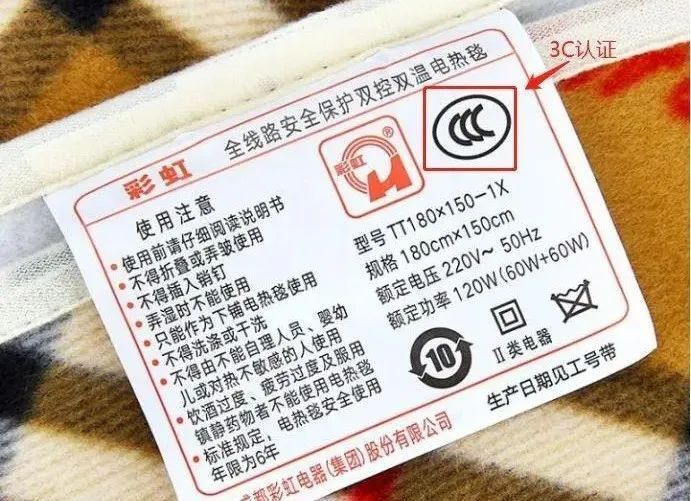 3C认证
全线路安全保护双控双温电热毯
彩虹
彩虹
®
CCC
使用注意
• 使用前请仔细阅读说明书
• 不得折叠或弄皱使用
• 不得插入销钉
• 弄湿时不能使用
• 只能作为下铺电热毯使用
• 不得洗涤或干洗
• 不得由不能自理人员、婴幼
儿或对热不敏感的人使用
• 饮酒过度、疲劳过度及服用
镇静药物者不能使用电热毯
• 标准规定，电热毯安全使用
年限为6年
型号 TT180×150-1X
规格 180cm×150cm
额定电压 220V~ 50Hz
额定功率 120W(60W+60W)
10
II类电器
生产日期见工号带
成都彩虹电器(集团)股份有限公司